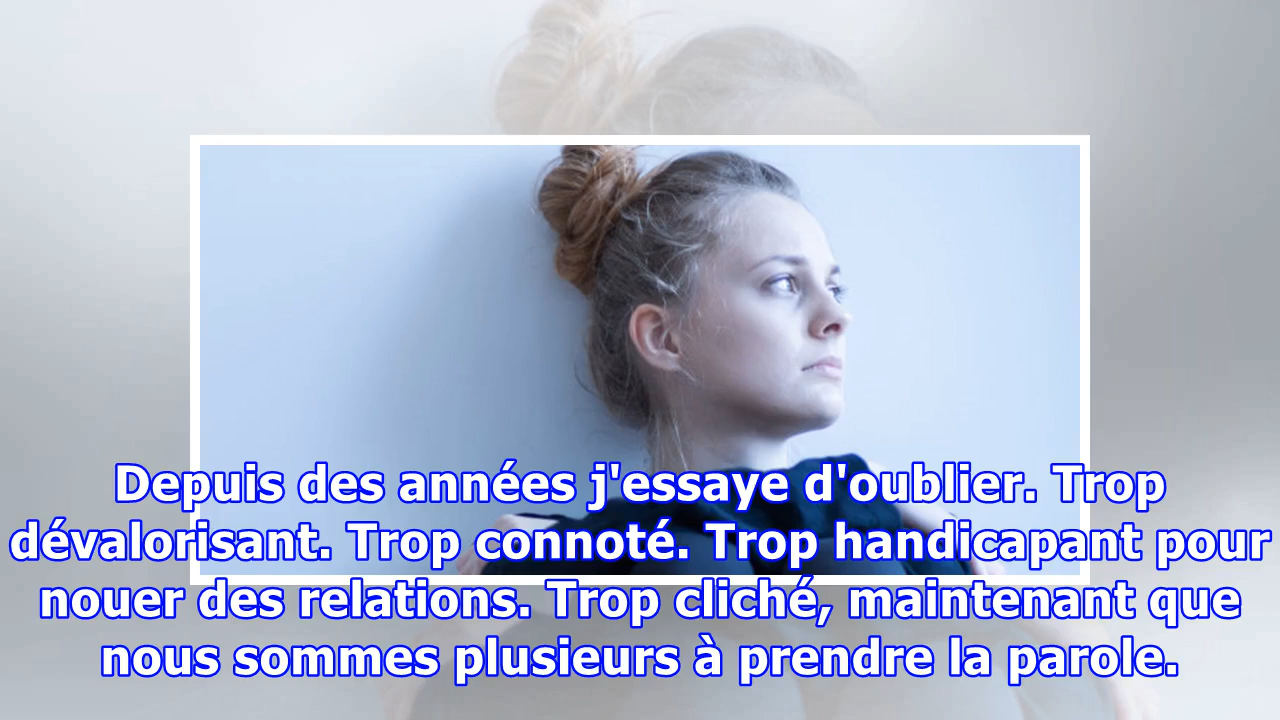 Depuis des années j'essaye d'oublier. Trop
dévalorisant. Trop connoté. Trop handicapant pour
nouer des relations. Trop cliché, maintenant que
nous sommes plusieurs à prendre la parole.